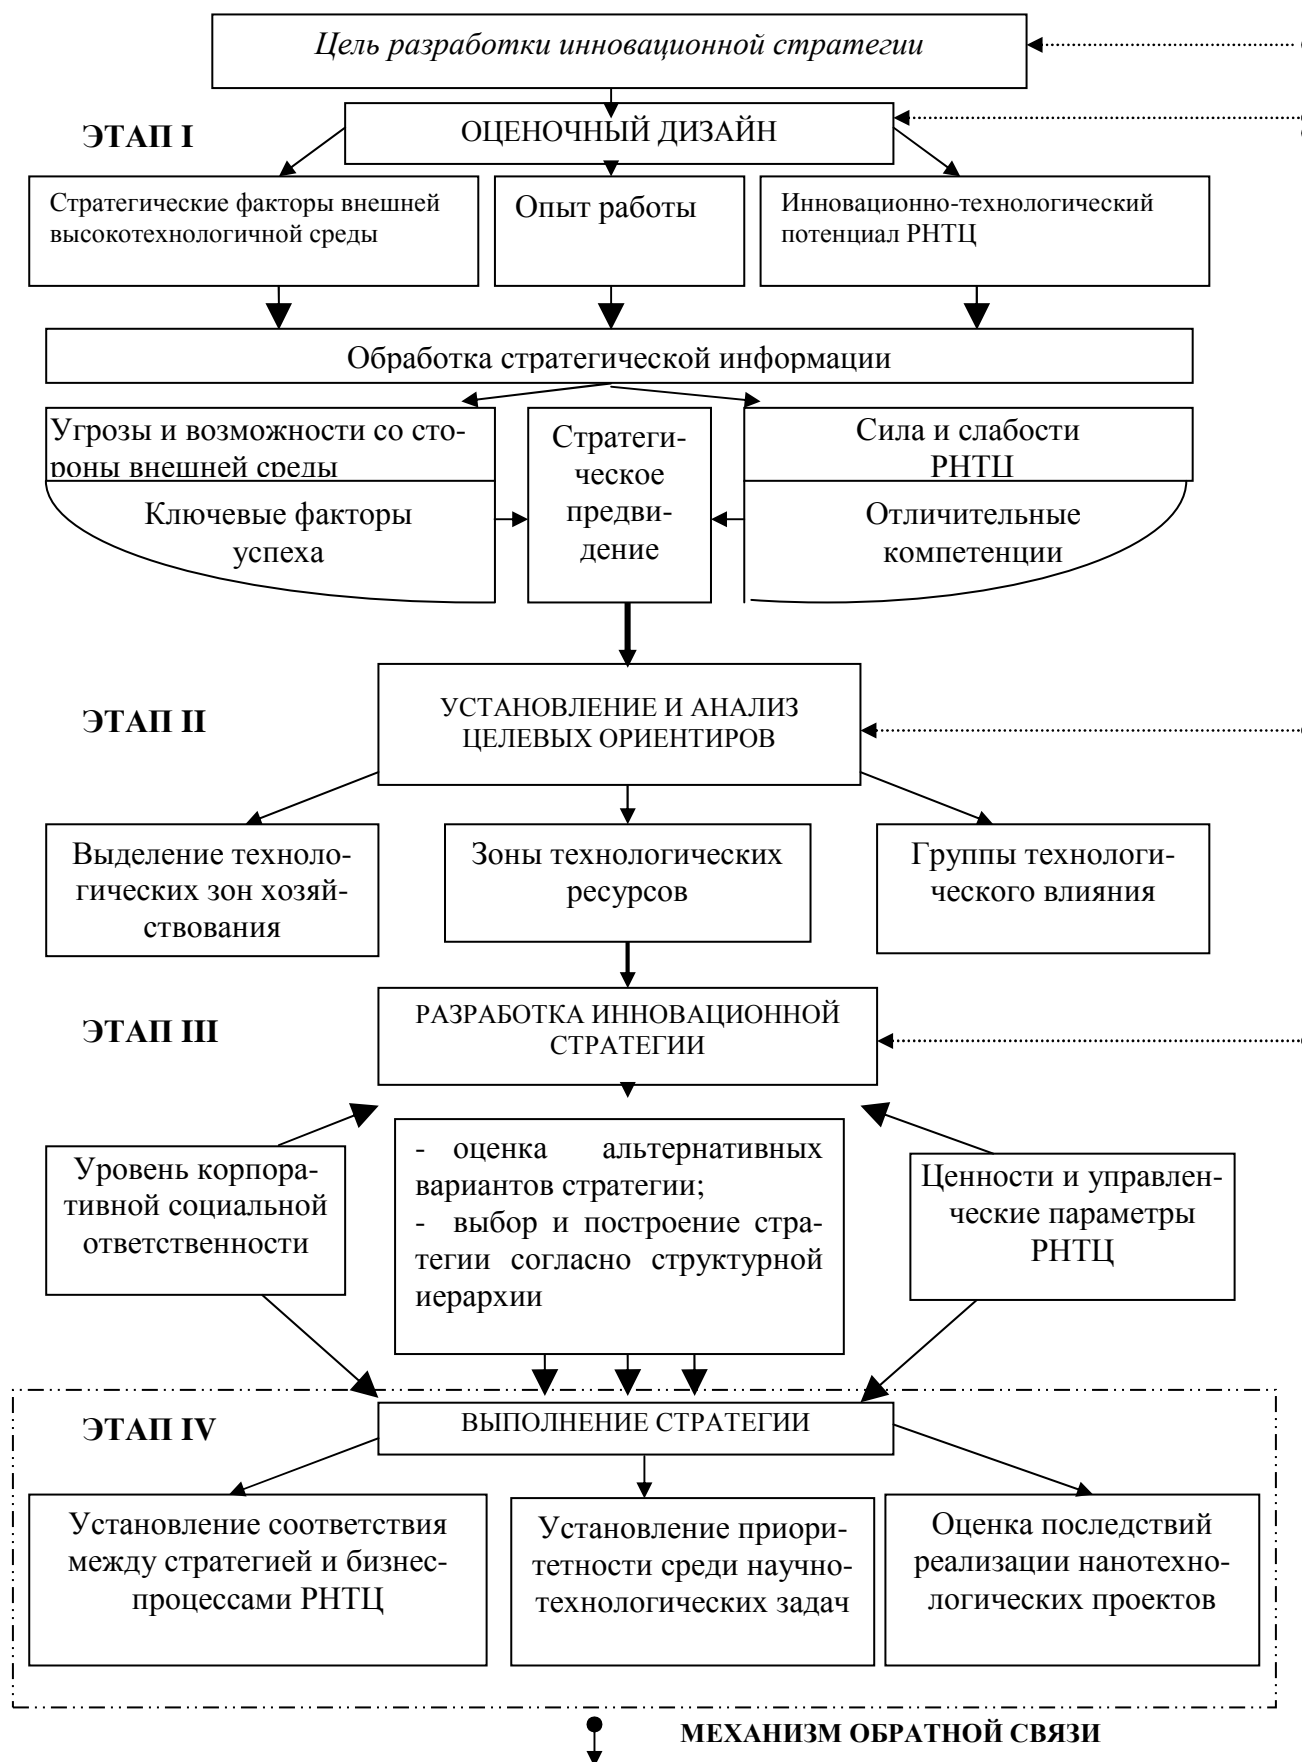 Цель разработки инновационной стратегии
ЭТАП I
ОЦЕНОЧНЫЙ ДИЗАЙН
Стратегические факторы внешней
высокотехнологичной среды
Опыт работы
Инновационно-технологический
потенциал РНТЦ
Обработка стратегической информации
Угрозы и возможности со сто-
роны внешней среды
Ключевые факторы
успеха
Стратеги-
ческое
предви-
дение
Сила и слабости
РНТЦ
Отличительные
компетенции
ЭТАП II
УСТАНОВЛЕНИЕ И АНАЛИЗ
ЦЕЛЕВЫХ ОРИЕНТИРОВ
Выделение техноло-
гических зон хозяй-
ствования
Зоны технологических
ресурсов
Группы технологи-
ческого влияния
ЭТАП III
РАЗРАБОТКА ИННОВАЦИОННОЙ
СТРАТЕГИИ
Уровень корпора-
тивной социальной
ответственности
- оценка альтернативных
вариантов стратегии;
- выбор и построение стра-
тегии согласно структурной
иерархии
Ценности и управлен-
ческие параметры
РНТЦ
ЭТАП IV
ВЫПОЛНЕНИЕ СТРАТЕГИИ
Установление соответствия
между стратегией и бизнес-
процессами РНТЦ
Установление приори-
тетности среди научно-
технологических задач
Оценка последствий
реализации нанотехно-
логических проектов
МЕХАНИЗМ ОБРАТНОЙ СВЯЗИ